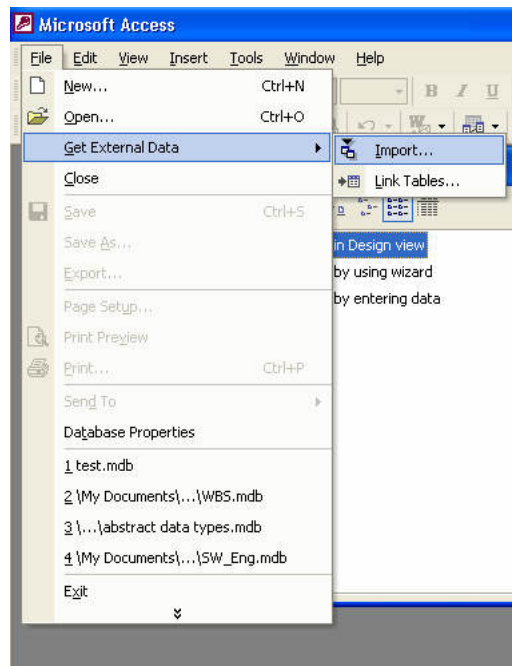 Microsoft Access
File Edit View Insert Tools Window Help
New... Ctrl+N
B I U
Open... Ctrl+O
Get External Data
Import...
Close
Link Tables...
Save Ctrl+S
Save As...
in Design view
Export...
by using wizard
Page Setup...
by entering data
Print Preview
Print... Ctrl+P
Send To
Database Properties
1 test.mdb
2 \My Documents\...\WBS.mdb
3 \...\abstract data types.mdb
4 \My Documents\...\SW_Eng.mdb
Exit